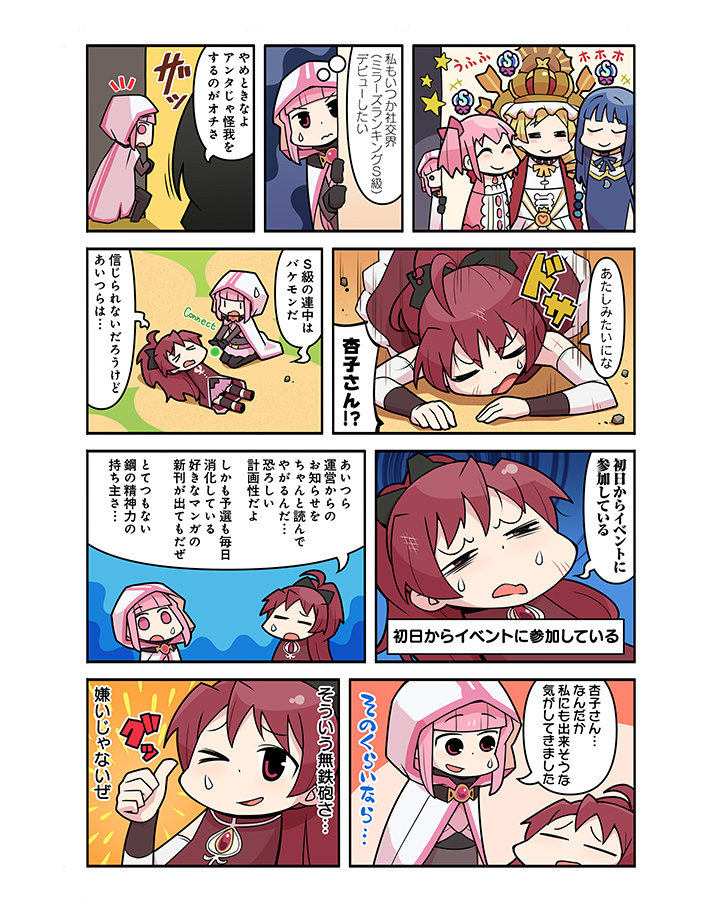 ホホホ
うふふ
私もいつか社交界
(ミラーズランキングS級)
デビューしたい
やめときなよ
アンタじゃ怪我を
するのがオチさ
ザッ
あたしみたいにな
ドサ
杏子さん!?
S級の連中は
バケモンだ
Connect
信じられないだろうけど
あいつらは…
初日からイベントに
参加している
初日からイベントに参加している
あいつら
運営からの
お知らせを
ちゃんと読んで
やがるんだ…
恐ろしい
計画性だよ
しかも予選も毎日
消化している
好きなマンガの
新刊が出てもだぜ
とてつもない
鋼の精神力の
持ち主さ…
杏子さん…
なんだか
私にも出来そうな
気がしてきました
そのくらいなら…
そういう無鉄砲さ…
グッ
嫌いじゃないぜ